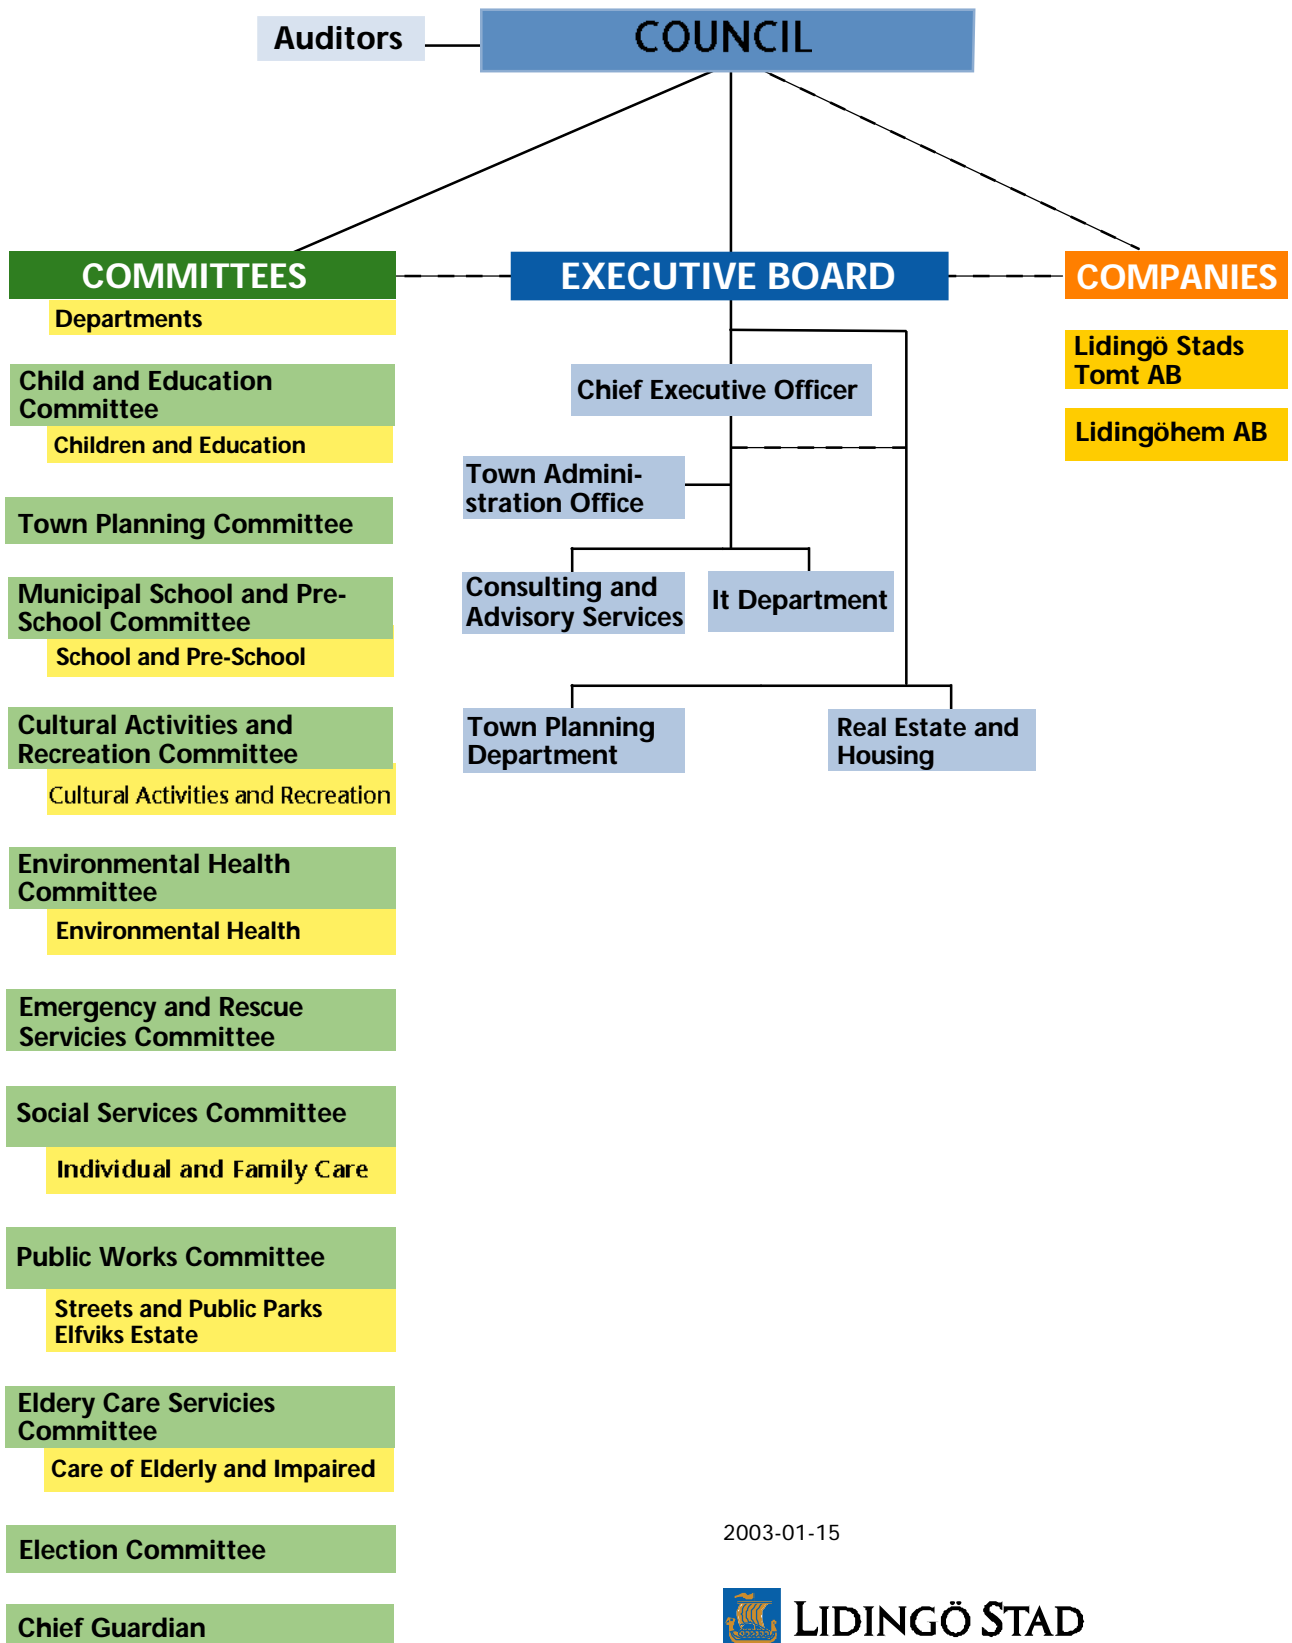 Auditors
COUNCIL
COMMITTEES
Departments
Child and Education
Committee
Children and Education
Town Planning Committee
Municipal School and Pre-
School Committee
School and Pre-School
Cultural Activities and
Recreation Committee
Cultural Activities and Recreation
Environmental Health
Committee
Environmental Health
Emergency and Rescue
Servicies Committee
Social Services Committee
Individual and Family Care
Public Works Committee
Streets and Public Parks
Elfviks Estate
Eldery Care Servicies
Committee
Care of Elderly and Impaired
Election Committee
Chief Guardian
EXECUTIVE BOARD
Chief Executive Officer
Town Admini-
stration Office
Consulting and
Advisory Services
It Department
Town Planning
Department
Real Estate and
Housing
COMPANIES
Lidingö Stads
Tomt AB
Lidingöhem AB
2003-01-15
LIDINGÖ STAD